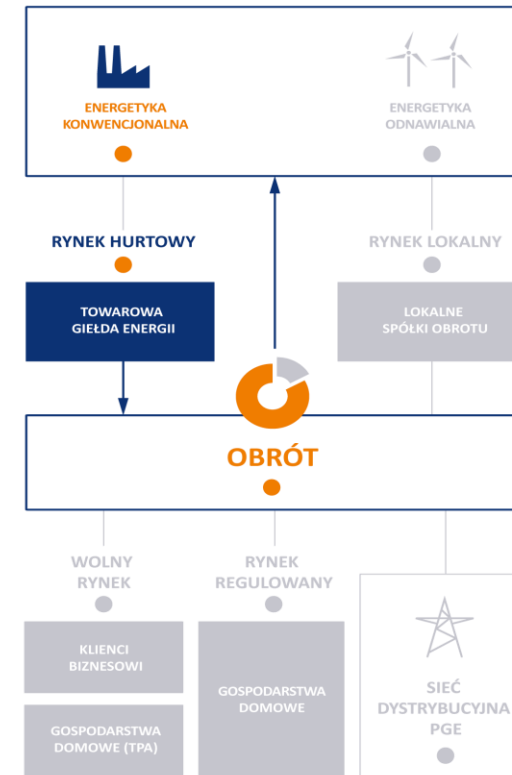 ENERGETYKA
KONWENCJONALNA
ENERGETYKA
ODNAWIALNA
RYNEK HURTOWY
RYNEK LOKALNY
TOWAROWA
GIEŁDA ENERGII
LOKALNE
SPÓŁKI OBROTU
OBRÓT
WOLNY
RYNEK
RYNEK
REGULOWANY
KLIENCI
BIZNESOWI
GOSPODARSTWA
DOMOWE (TPA)
GOSPODARSTWA
DOMOWE
SIEĆ
DYSTRYBUCYJNA
PGE